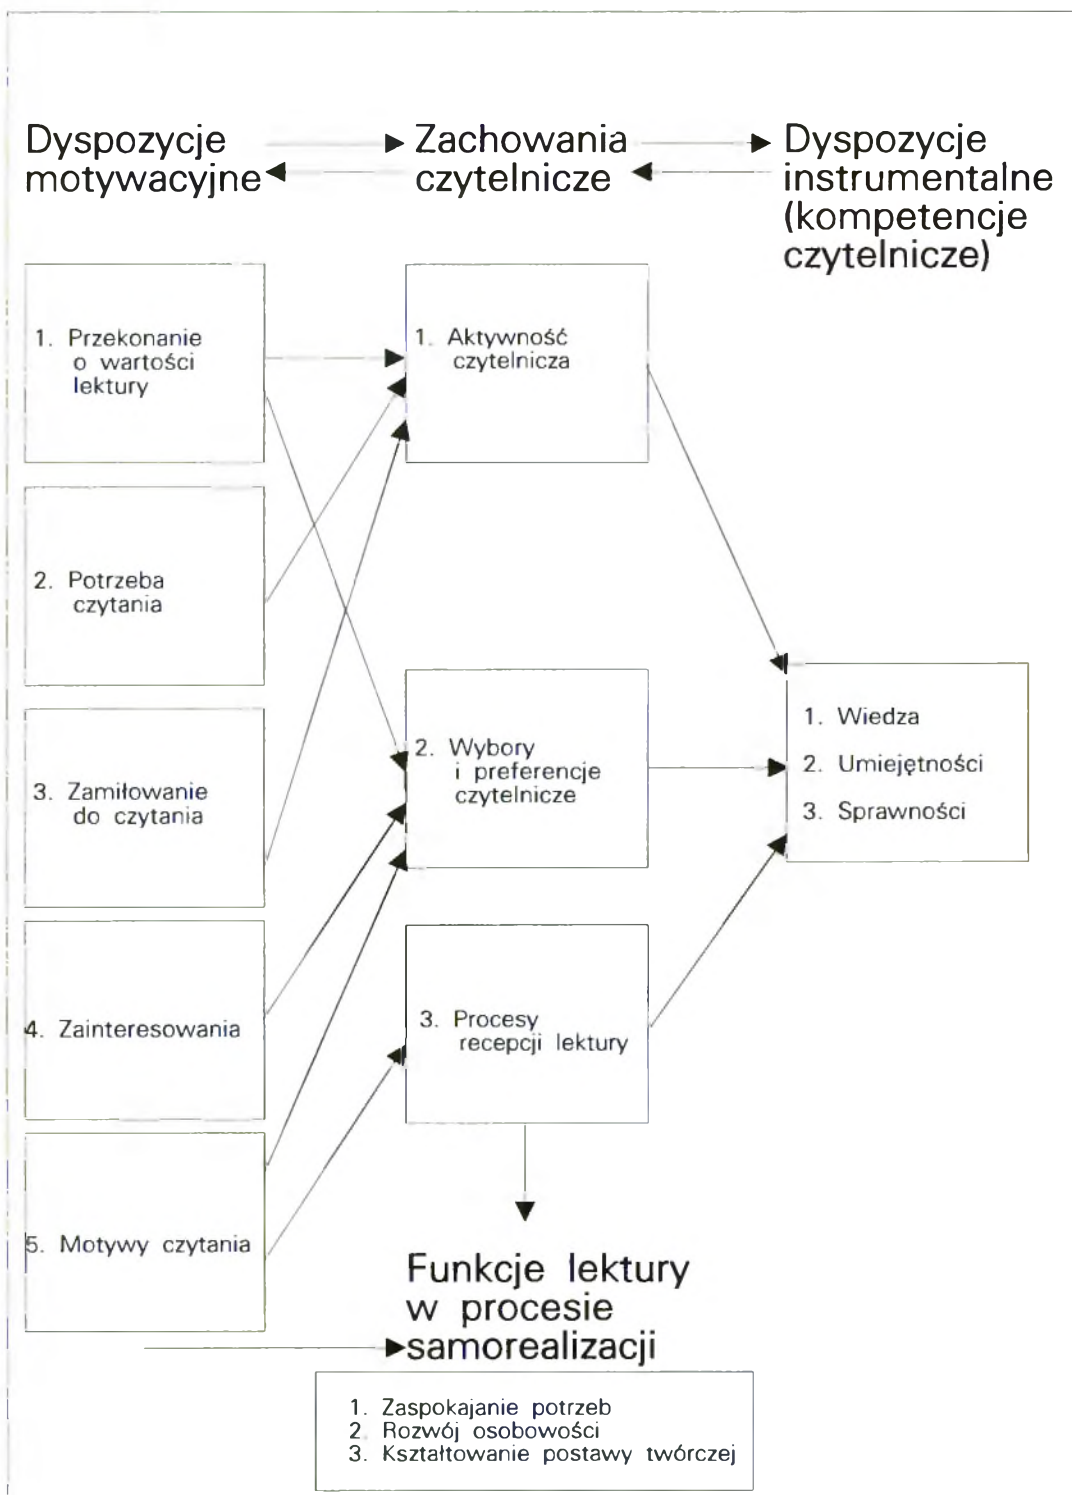 Dyspozycje
motywacyjne
Zachowania
czytelnicze
Dyspozycje
instrumentalne
(kompetencje
czytelnicze)
1. Przekonanie
o wartości
lektury
2. Potrzeba
czytania
3. Zamiłowanie
do czytania
4. Zainteresowania
5. Motywy czytania
1. Aktywność
czytelnicza
2. Wybory
i preferencje
czytelnicze
3. Procesy
recepcji lektury
1. Wiedza
2. Umiejętności
3. Sprawności
Funkcje lektury
w procesie
samorealizacji
1. Zaspokajanie potrzeb
2 Rozwój osobowości
3. Kształtowanie postawy twórczej